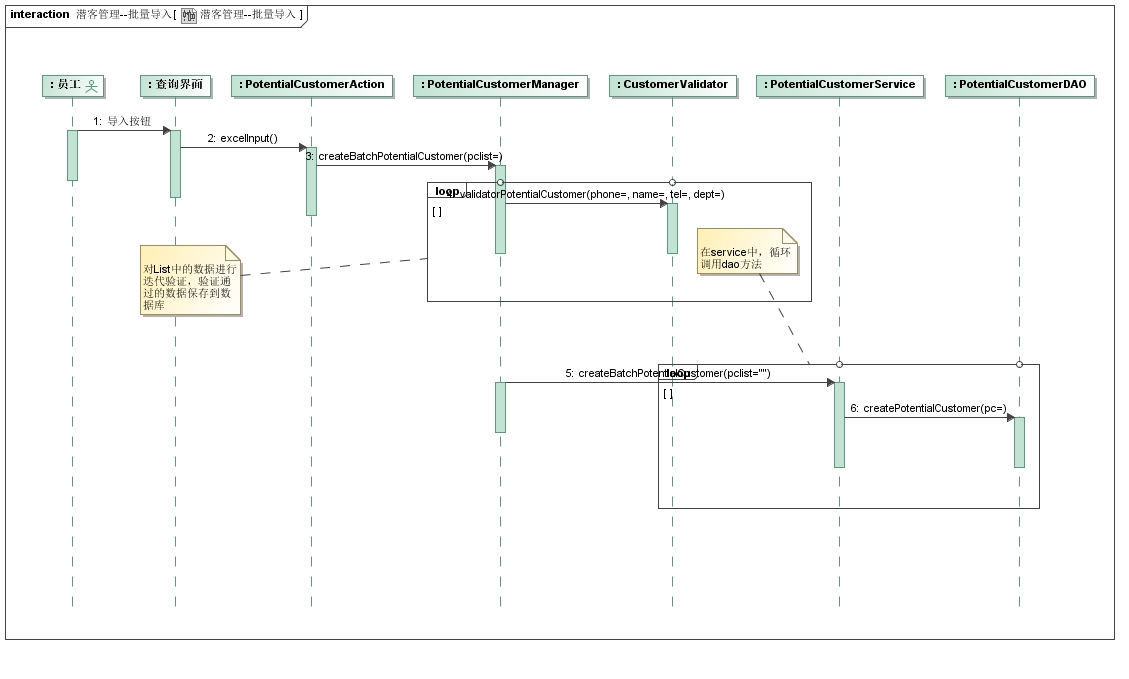 interaction 潜客管理--批量导入[ 潜客管理--批量导入 ]
: 员工
: 查询界面
: PotentialCustomerAction
: PotentialCustomerManager
: CustomerValidator
: PotentialCustomerService
: PotentialCustomerDAO
1: 导入按钮
2: excelInput()
3: createBatchPotentialCustomer(pclist=)
loop
validatorPotentialCustomer(phone=, name=, tel=, dept=)
[ ]
对List中的数据进行
迭代验证，验证通
过的数据保存到数
据库
在service中，循环
调用dao方法
5: createBatchPotentialCustomer(pclist="")
loop
[ ]
6: createPotentialCustomer(pc=)